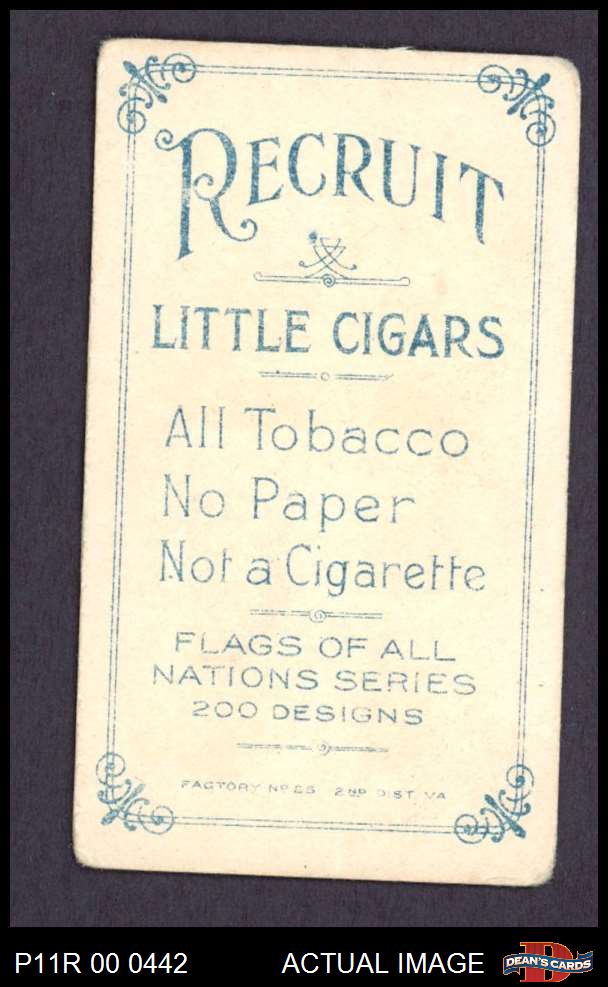 RECRUIT
LITTLE CIGARS
All Tobacco
No Paper
Not a Cigarette
FLAGS OF ALL
NATIONS SERIES
200 DESIGNS
FACTORY Nº 25 2ND DIST. VA
P11R 00 0442 ACTUAL IMAGE DEAN'S CARDS